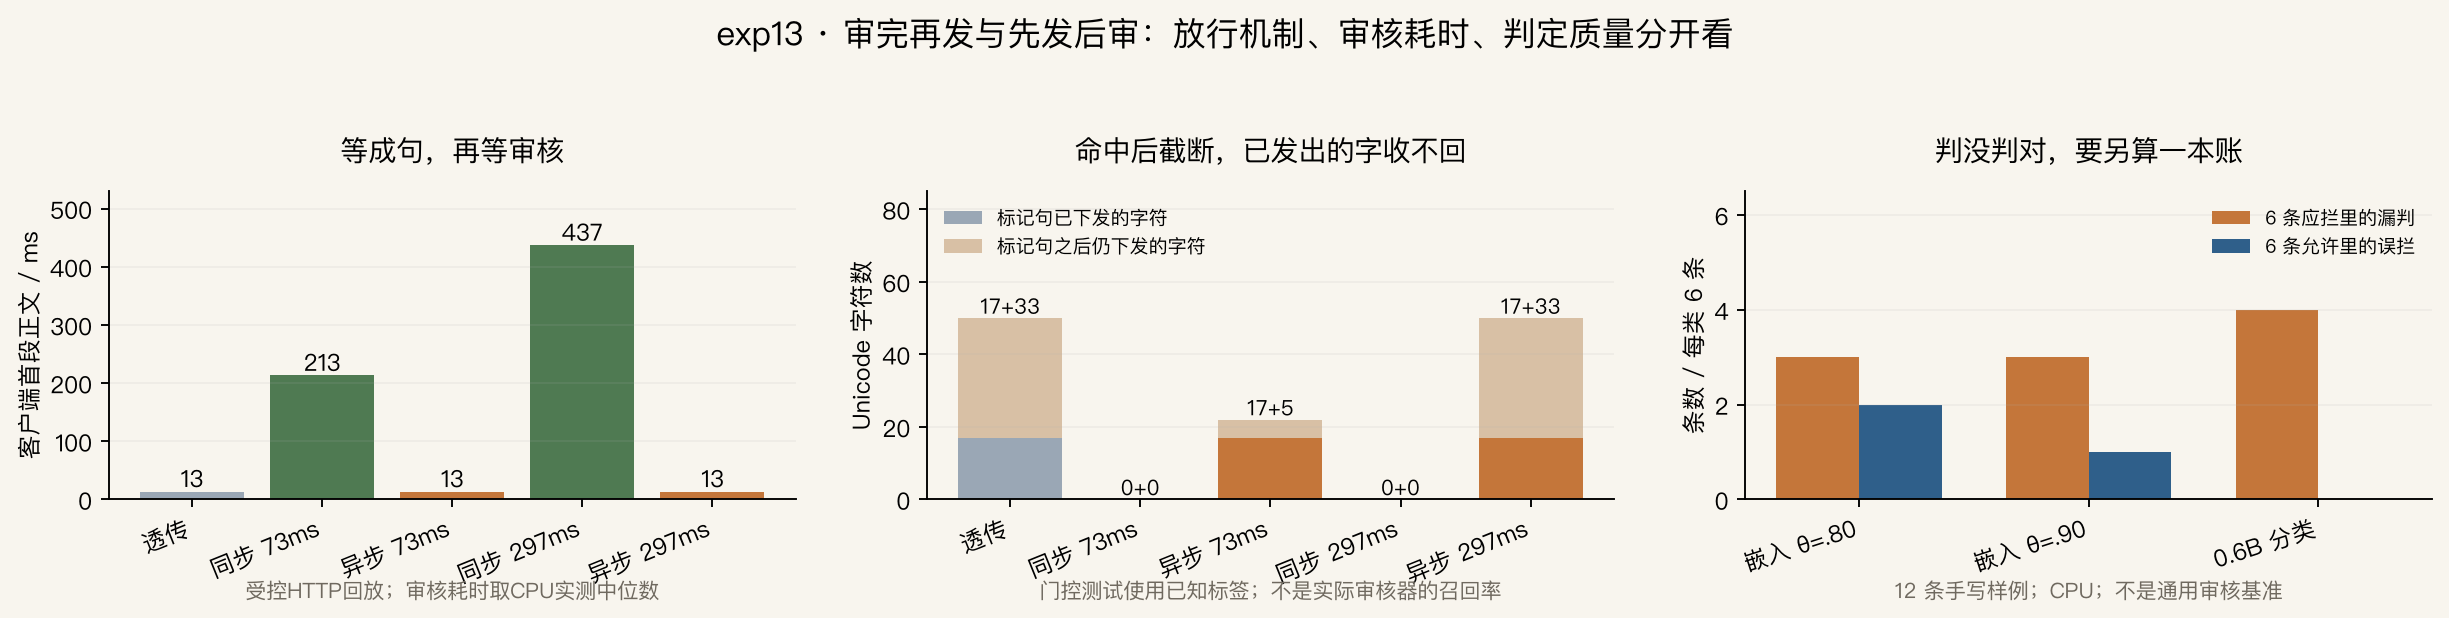 exp13 · 审完再发与先发后审：放行机制、审核耗时、判定质量分开看
等成句，再等审核
客户端首段正文 / ms
500
400
300
200
100
0
13
213
13
437
13
透传
同步 73ms
异步 73ms
同步 297ms
异步 297ms
受控HTTP回放；审核耗时取CPU实测中位数
命中后截断，已发出的字收不回
Unicode 字符数
80
60
40
20
0
标记句已下发的字符
标记句之后仍下发的字符
17+33
0+0
17+5
0+0
17+33
透传
同步 73ms
异步 73ms
同步 297ms
异步 297ms
门控测试使用已知标签；不是实际审核器的召回率
判没判对，要另算一本账
条数 / 每类 6 条
6
4
2
0
6 条应拦里的漏判
6 条允许里的误拦
嵌入 θ=.80
嵌入 θ=.90
0.6B 分类
12 条手写样例；CPU；不是通用审核基准